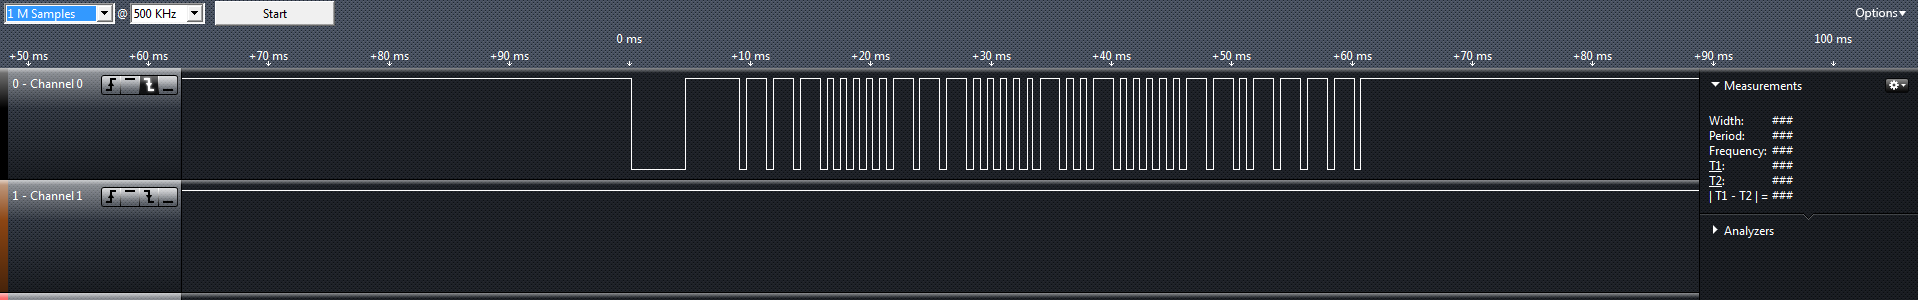 1 M Samples @ 500 KHz Start Options
0 ms 100 ms
+50 ms +60 ms +70 ms +80 ms +90 ms +10 ms +20 ms +30 ms +40 ms +50 ms +60 ms +70 ms +80 ms +90 ms
0 - Channel 0
1 - Channel 1
Measurements
Width: ###
Period: ###
Frequency: ###
T1: ###
T2: ###
| T1 - T2 | = ###
Analyzers